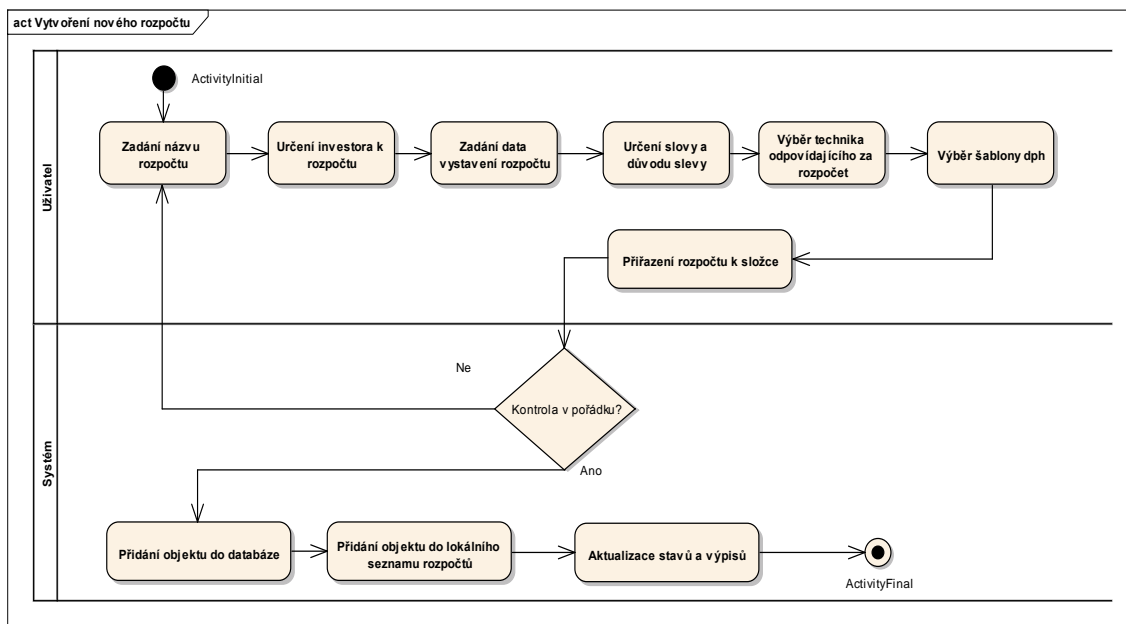 act Vytvoření nového rozpočtu
Uživatel
ActivityInitial
Zadání názvu
rozpočtu
Určení investora k
rozpočtu
Zadání data
vystavení rozpočtu
Určení slovy a
důvodu slevy
Výběr technika
odpovídajícího za
rozpočet
Výběr šablony dph
Přiřazení rozpočtu k složce
Systém
Ne
Kontrola v pořádku?
Ano
Přidání objektu do databáze
Přidání objektu do lokálního
seznamu rozpočtů
Aktualizace stavů a výpisů
ActivityFinal